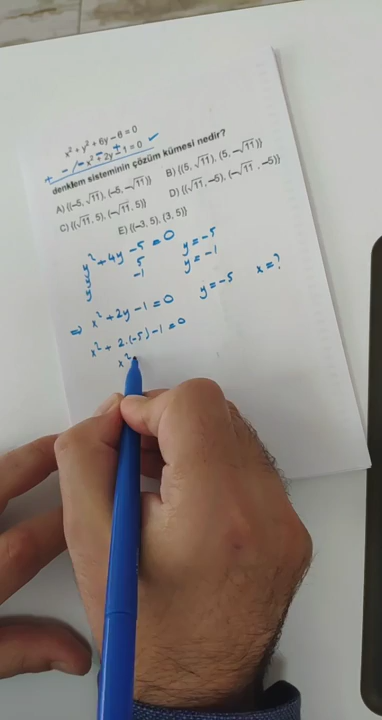 x² + y² + 6y − 6 = 0
+ − / − x² + 2y + 1 = 0 ✓
denklem sisteminin çözüm kümesi nedir?
A) {(−5, √11), (−5, −√11)} B) {(5, √11), (5, −√11)}
C) {(√11, 5), (−√11, 5)} D) {(√11, −5), (−√11, −5)}
E) {(−3, 5), (3, 5)}
y² + 4y − 5 = 0 y = −5
y 5 y = −1
y −1
⇒ x² + 2y − 1 = 0 y = −5 x = ?
x² + 2.(−5) − 1 = 0
x²